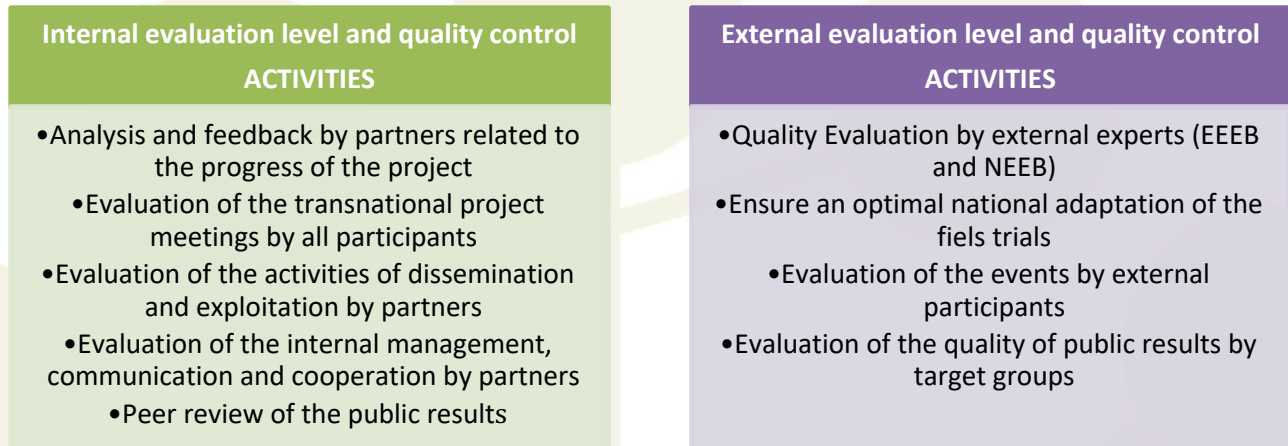 Internal evaluation level and quality control
ACTIVITIES
•Analysis and feedback by partners related to
the progress of the project
•Evaluation of the transnational project
meetings by all participants
•Evaluation of the activities of dissemination
and exploitation by partners
•Evaluation of the internal management,
communication and cooperation by partners
•Peer review of the public results
External evaluation level and quality control
ACTIVITIES
•Quality Evaluation by external experts (EEEB
and NEEB)
•Ensure an optimal national adaptation of the
fiels trials
•Evaluation of the events by external
participants
•Evaluation of the quality of public results by
target groups